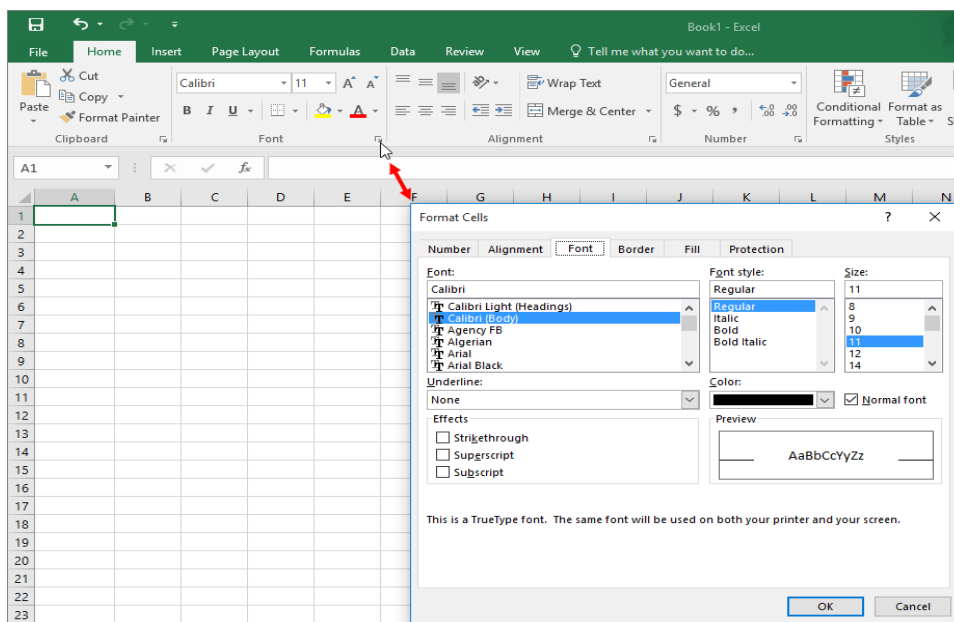 Book1 - Excel
File Home Insert Page Layout Formulas Data Review View Tell me what you want to do...
Cut
Copy
Format Painter
Paste
Clipboard
Calibri 11 A A
B I U A
Font
Wrap Text
Merge & Center
Alignment
General
$ % , .0 .00 .00 .0
Number
Conditional Formatting
Format as Table
Styles
A1 fx
A B C D E F G H I J K L M N
1
2
3
4
5
6
7
8
9
10
11
12
13
14
15
16
17
18
19
20
21
22
23
Format Cells ? ×
Number Alignment Font Border Fill Protection
Font: Font style: Size:
Calibri Regular 11
Calibri Light (Headings) Regular 8
Calibri (Body) Italic 9
Agency FB Bold 10
Algerian Bold Italic 11
Arial 12
Arial Black 14
Underline: Color:
None Normal font
Effects Preview
Strikethrough
Superscript AaBbCcYyZz
Subscript
This is a TrueType font. The same font will be used on both your printer and your screen.
OK Cancel